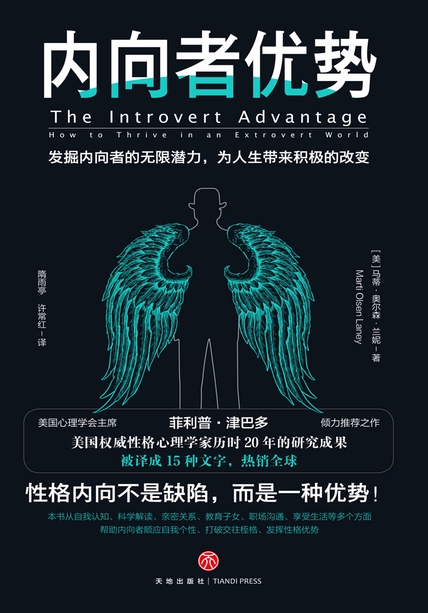 内向者优势
The Introvert Advantage
How to Thrive in an Extrovert World
发掘内向者的无限潜力，为人生带来积极的改变
[美]马蒂·奥尔森·兰妮–著
Marti Olsen Laney
隋雨亭 许常红–译
美国心理学会主席 菲利普·津巴多 倾力推荐之作
美国权威性格心理学家历时20年的研究成果
被译成15种文字，热销全球
性格内向不是缺陷，而是一种优势！
本书从自我认知、科学解读、亲密关系、教育子女、职场沟通、享受生活等多个方面
帮助内向者顺应自我个性、打破交往桎梏、发挥性格优势
天地出版社 | TIANDI PRESS